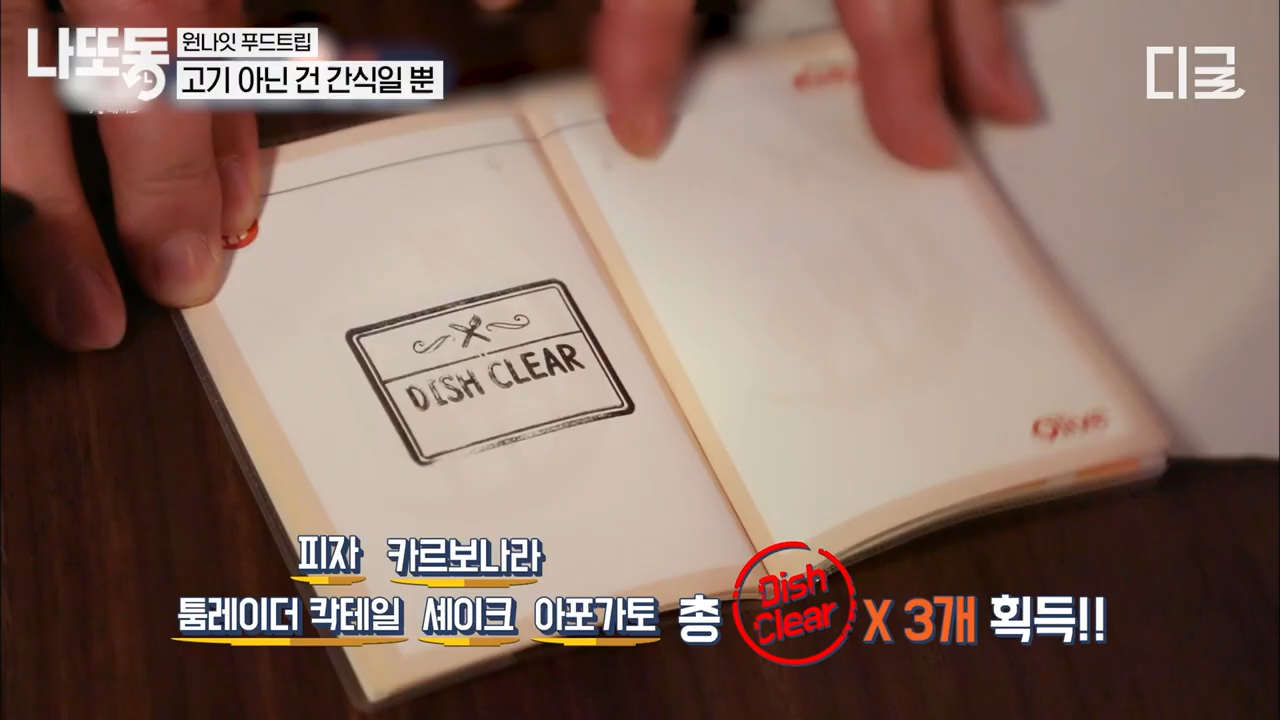 나또동
원나잇 푸드트립
고기 아닌 건 간식일 뿐
디글
DISH CLEAR
Olive
피자 카르보나라
툼레이더 칵테일 셰이크 아포가토 총 Dish Clear X 3개 획득!!